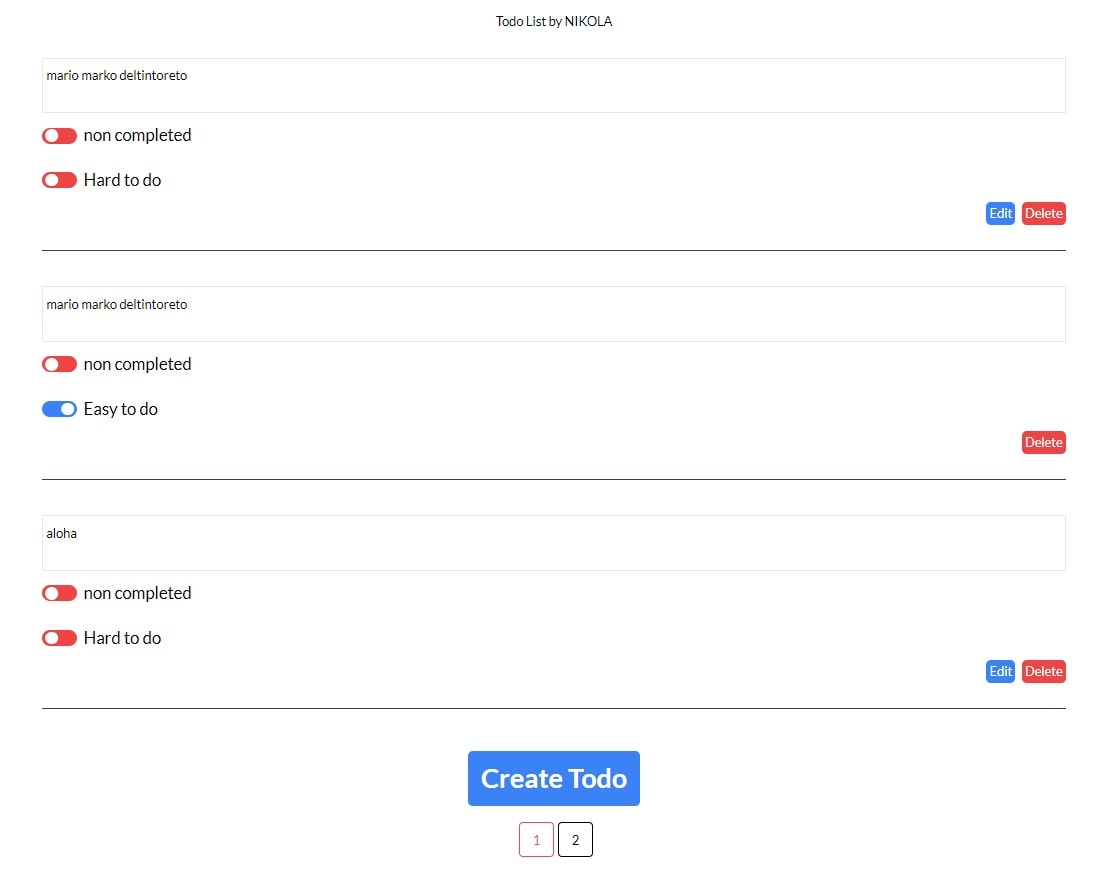 Todo List by NIKOLA
mario marko deltintoreto
non completed
Hard to do
Edit Delete
mario marko deltintoreto
non completed
Easy to do
Delete
aloha
non completed
Hard to do
Edit Delete
Create Todo
1 2